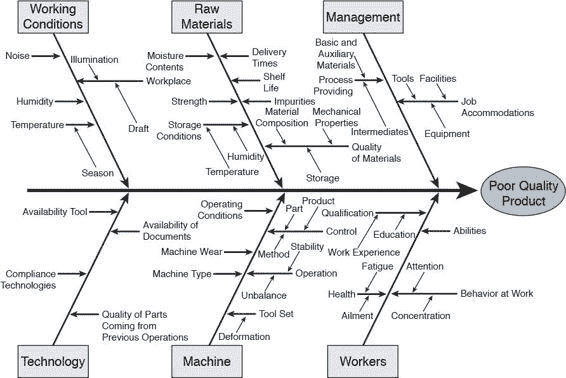 Working
Conditions
Raw
Materials
Management
Noise
Illumination
Workplace
Humidity
Draft
Temperature
Season
Moisture
Contents
Delivery
Times
Shelf
Life
Strength
Impurities
Storage
Conditions
Material
Composition
Mechanical
Properties
Humidity
Temperature
Quality
of Materials
Storage
Basic and
Auxiliary
Materials
Process
Providing
Intermediates
Tools
Facilities
Job
Accommodations
Equipment
Poor Quality
Product
Availability Tool
Availability of
Documents
Compliance
Technologies
Quality of Parts
Coming from
Previous Operations
Operating
Conditions
Part
Product
Control
Method
Machine Wear
Stability
Machine Type
Operation
Unbalance
Tool Set
Deformation
Qualification
Education
Work Experience
Abilities
Fatigue
Attention
Health
Behavior at Work
Ailment
Concentration
Technology
Machine
Workers